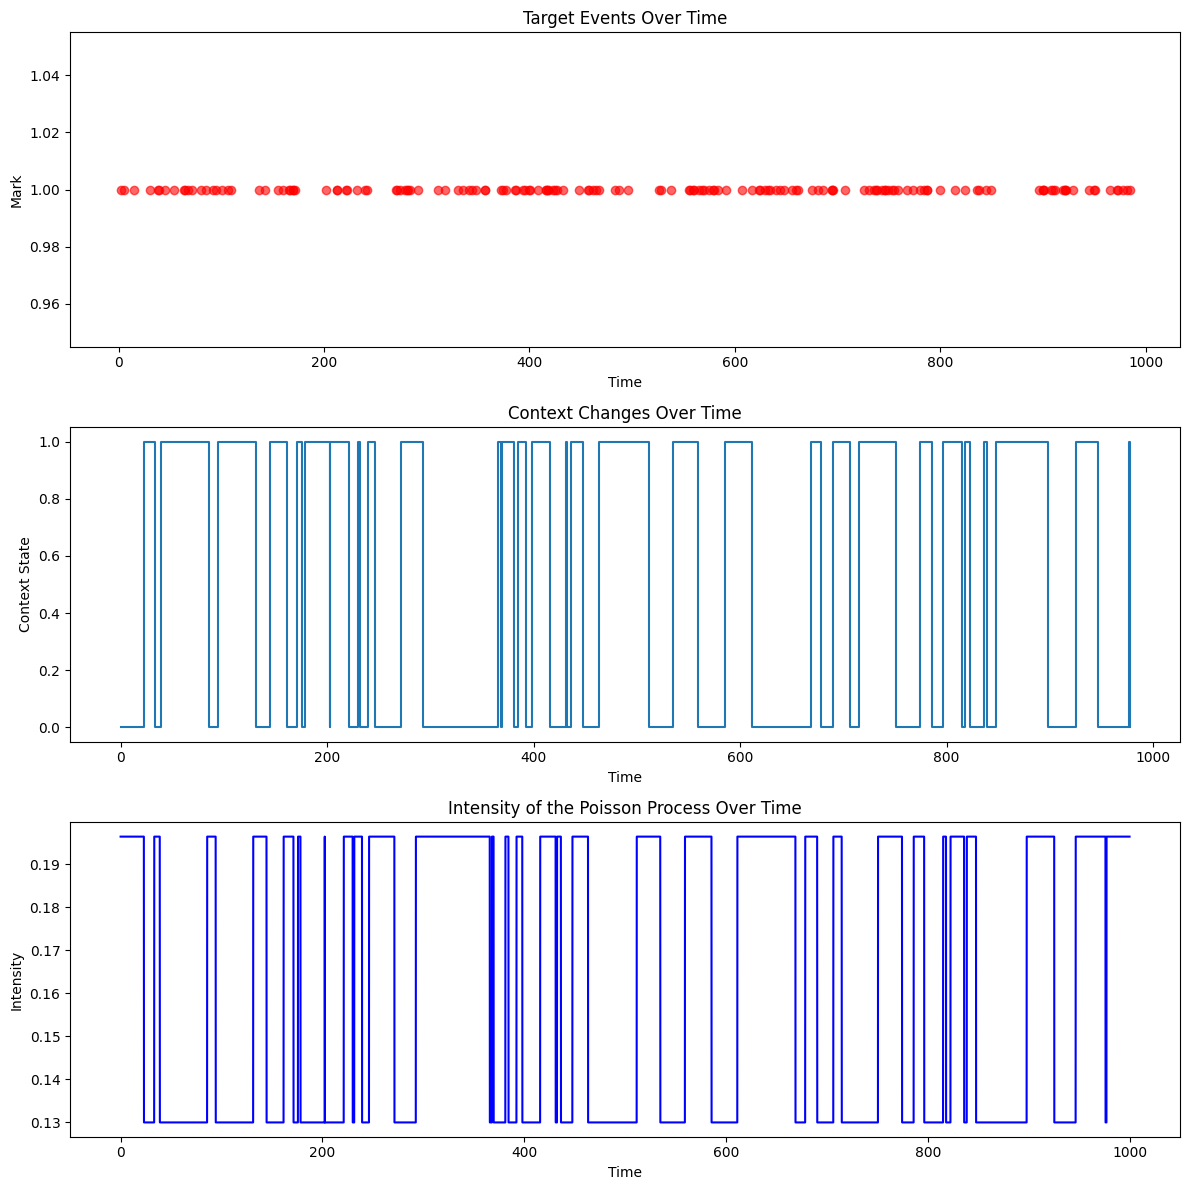 Target Events Over Time
1.04
1.02
1.00
0.98
0.96
Mark
0 200 400 600 800 1000
Time
Context Changes Over Time
1.0
0.8
0.6
0.4
0.2
0.0
Context State
0 200 400 600 800 1000
Time
Intensity of the Poisson Process Over Time
0.19
0.18
0.17
0.16
0.15
0.14
0.13
Intensity
0 200 400 600 800 1000
Time